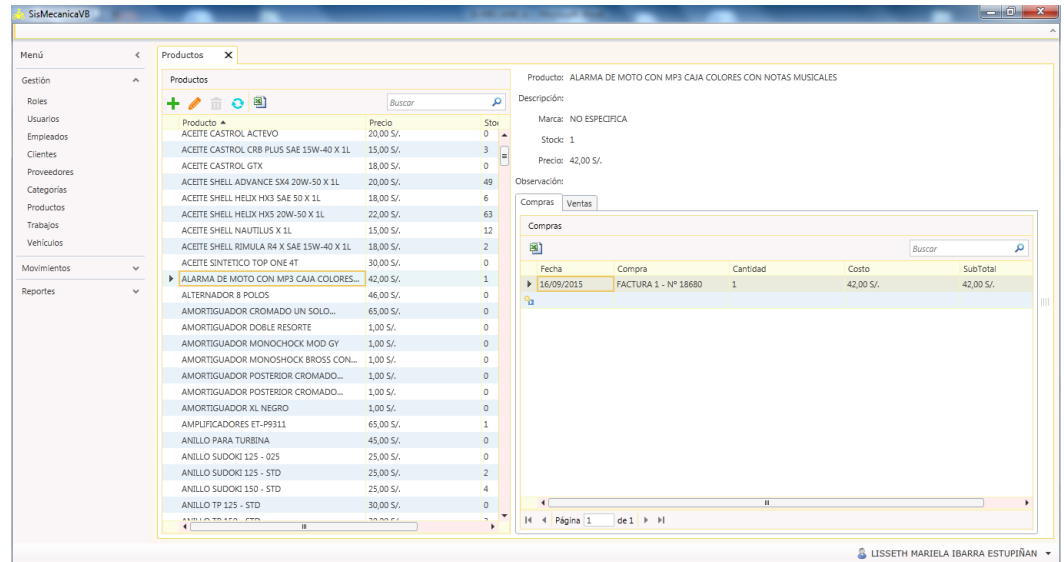 SisMecanicaVB
Menú
Gestión
Roles
Usuarios
Empleados
Clientes
Proveedores
Categorías
Productos
Trabajos
Vehículos
Movimientos
Reportes
Productos X
Productos
Buscar
Producto Precio
ACEITE CASTROL ACTEVO 20,00 S/. 0
ACEITE CASTROL CRB PLUS SAE 15W-40 X 1L 15,00 S/. 3
ACEITE CASTROL GTX 18,00 S/. 0
ACEITE SHELL ADVANCE SX4 20W-50 X 1L 20,00 S/. 49
ACEITE SHELL HELIX HX3 SAE 50 X 1L 18,00 S/. 6
ACEITE SHELL HELIX HX5 20W-50 X 1L 22,00 S/. 63
ACEITE SHELL NAUTILUS X 1L 15,00 S/. 12
ACEITE SHELL RIMULA R4 X SAE 15W-40 X 1L 18,00 S/. 2
ACEITE SINTETICO TOP ONE 4T 30,00 S/. 0
ALARMA DE MOTO CON MP3 CAJA COLORES... 42,00 S/. 1
ALTERNADOR 8 POLOS 46,00 S/. 0
AMORTIGUADOR CROMADO UN SOLO... 65,00 S/. 0
AMORTIGUADOR DOBLE RESORTE 1,00 S/. 0
AMORTIGUADOR MONOCHOCK MOD GY 1,00 S/. 0
AMORTIGUADOR MONOSHOCK BROSS CON... 1,00 S/. 0
AMORTIGUADOR POSTERIOR CROMADO... 1,00 S/. 0
AMORTIGUADOR POSTERIOR CROMADO... 1,00 S/. 0
AMORTIGUADOR XL NEGRO 1,00 S/. 0
AMPLIFICADORES ET-P9311 65,00 S/. 1
ANILLO PARA TURBINA 45,00 S/. 0
ANILLO SUDOKI 125 - 025 25,00 S/. 0
ANILLO SUDOKI 125 - STD 25,00 S/. 2
ANILLO SUDOKI 150 - STD 25,00 S/. 4
ANILLO TP 125 - STD 30,00 S/. 0
Producto: ALARMA DE MOTO CON MP3 CAJA COLORES CON NOTAS MUSICALES
Descripción:
Marca: NO ESPECIFICA
Stock: 1
Precio: 42,00 S/.
Observación:
Compras Ventas
Compras
Buscar
Fecha Compra Cantidad Costo SubTotal
16/09/2015 FACTURA 1 - Nº 18680 1 42,00 S/. 42,00 S/.
Página 1 de 1
LISSETH MARIELA IBARRA ESTUPIÑAN